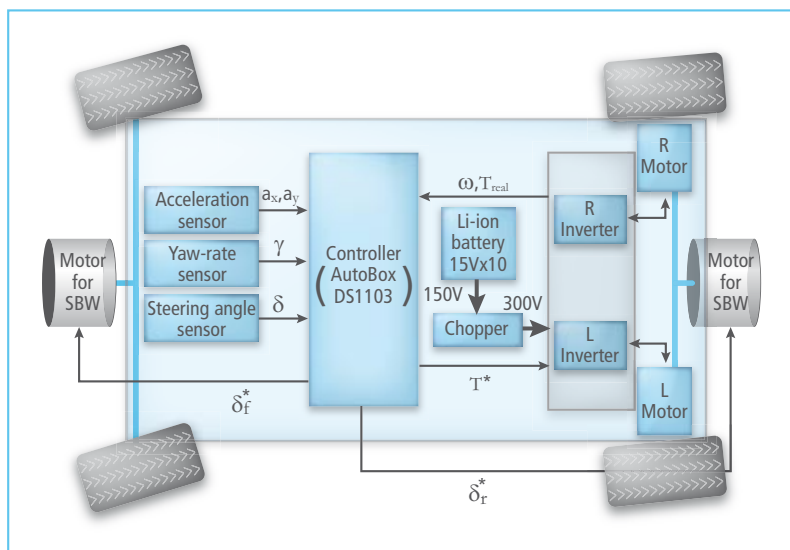 R
Motor
Acceleration
sensor
aₓ,aᵧ
Yaw-rate
sensor
γ
Steering angle
sensor
δ
Motor
for
SBW
Controller
( AutoBox )
DS1103
ω,Tᵣₑₐₗ
Li-ion
battery
15Vx10
150V
300V
Chopper
R
Inverter
L
Inverter
T*
L
Motor
Motor
for
SBW
δf*
δr*